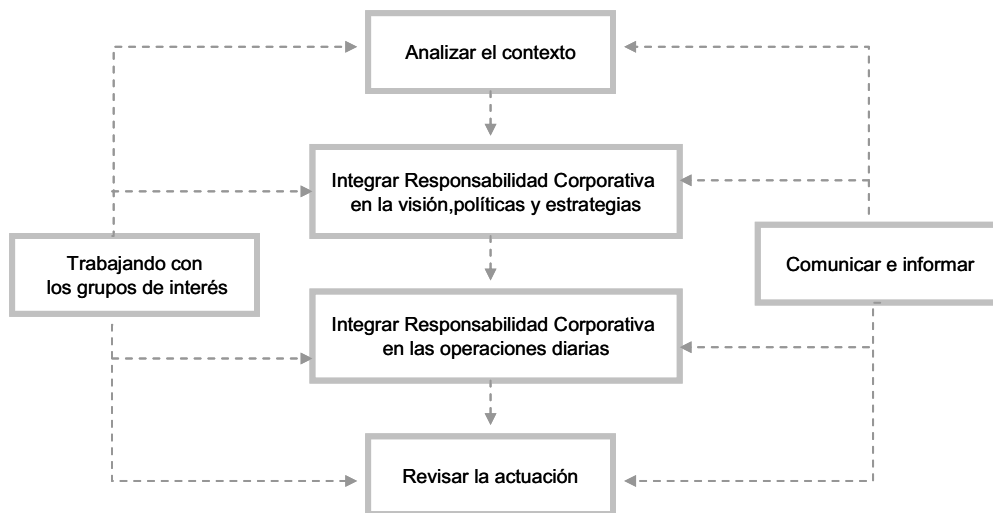 Analizar el contexto
Integrar Responsabilidad Corporativa
en la visión,políticas y estrategias
Trabajando con
los grupos de interés
Comunicar e informar
Integrar Responsabilidad Corporativa
en las operaciones diarias
Revisar la actuación